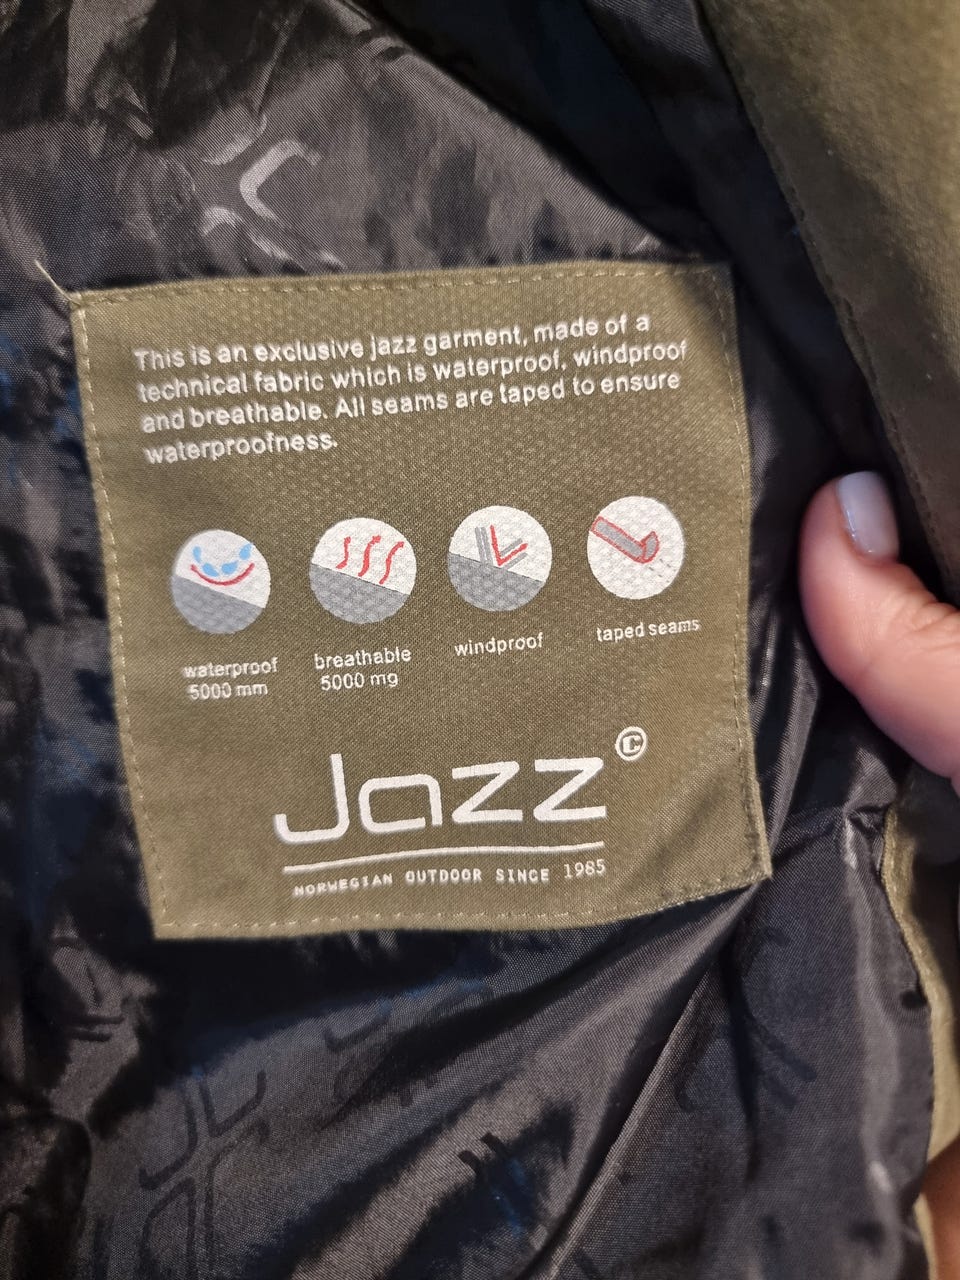 This is an exclusive jazz garment, made of a
technical fabric which is waterproof, windproof
and breathable. All seams are taped to ensure
waterproofness.
waterproof
5000 mm
breathable
5000 mg
windproof
taped seams
Jazz©
NORWEGIAN OUTDOOR SINCE 1985